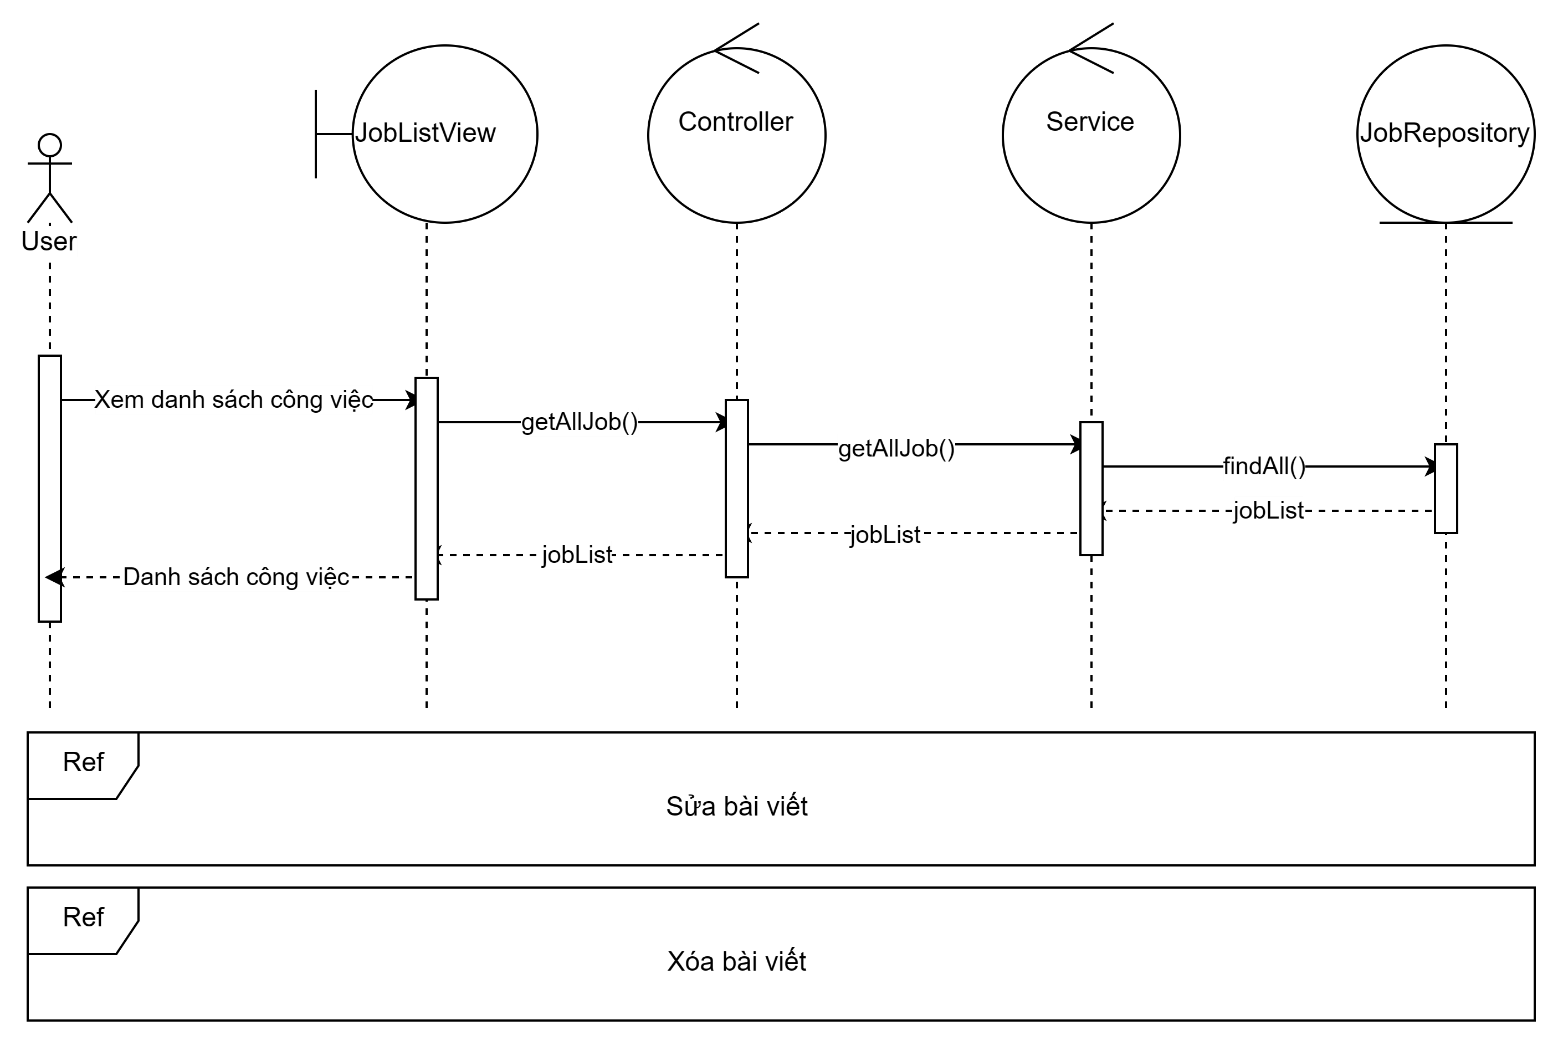 JobListView
Controller
Service
JobRepository
User
Xem danh sách công việc
getAllJob()
getAllJob()
findAll()
jobList
jobList
jobList
Danh sách công việc
Ref
Sửa bài viết
Ref
Xóa bài viết